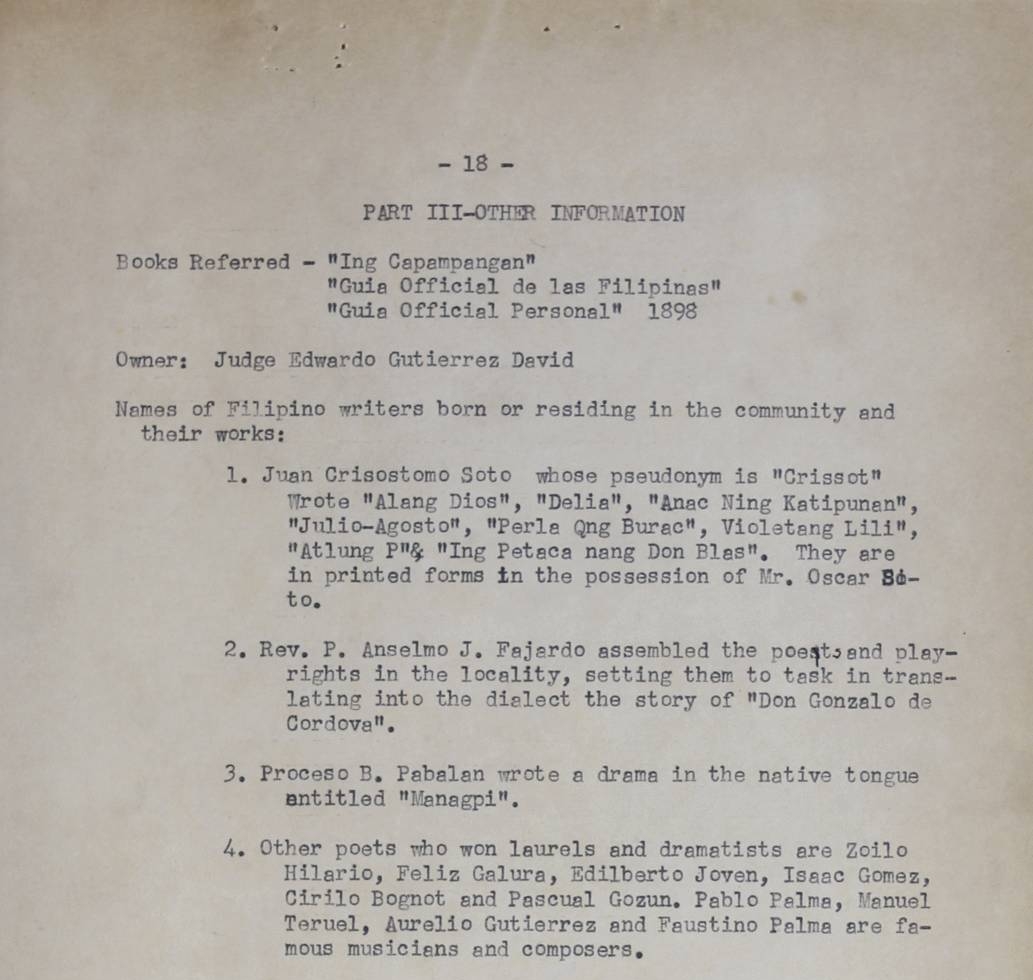 - 18 -
PART III-OTHER INFORMATION
Books Referred - "Ing Capampangan"
"Guia Official de las Filipinas"
"Guia Official Personal" 1898
Owner: Judge Edwardo Gutierrez David
Names of Filipino writers born or residing in the community and
their works:
1. Juan Crisostomo Soto whose pseudonym is "Crissot"
Wrote "Alang Dios", "Delia", "Anac Ning Katipunan",
"Julio-Agosto", "Perla Qng Burac", Violetang Lili",
"Atlung P"& "Ing Petaca nang Don Blas". They are
in printed forms in the possession of Mr. Oscar So-
to.
2. Rev. P. Anselmo J. Fajardo assembled the poets and play-
rights in the locality, setting them to task in trans-
lating into the dialect the story of "Don Gonzalo de
Cordova".
3. Proceso B. Pabalan wrote a drama in the native tongue
entitled "Managpi".
4. Other poets who won laurels and dramatists are Zoilo
Hilario, Feliz Galura, Edilberto Joven, Isaac Gomez,
Cirilo Bognot and Pascual Gozun. Pablo Palma, Manuel
Teruel, Aurelio Gutierrez and Faustino Palma are fa-
mous musicians and composers.